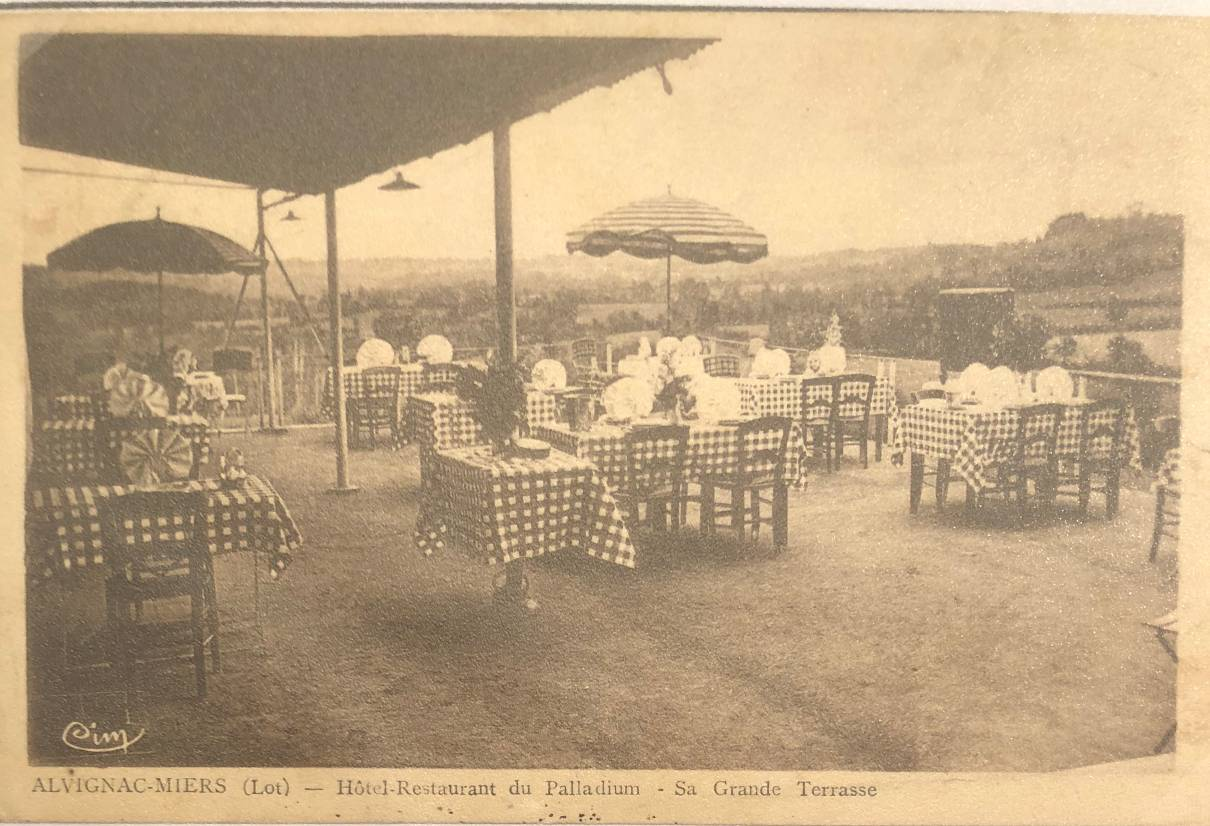 Cim
ALVIGNAC-MIERS (Lot) — Hôtel-Restaurant du Palladium - Sa Grande Terrasse